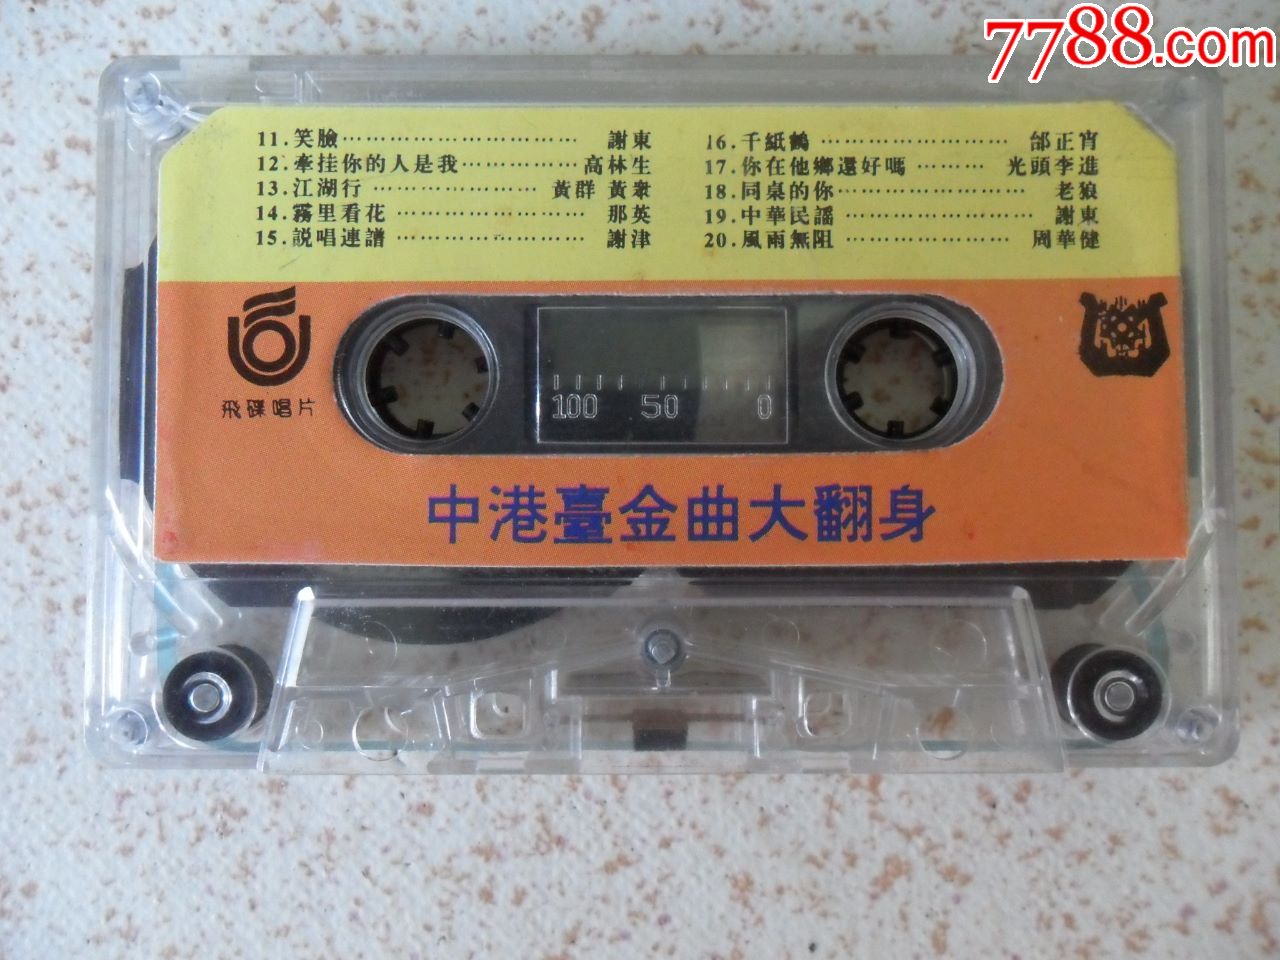 7788.com
11.笑臉………………………謝東
12.牽挂你的人是我……………高林生
13.江湖行…………………黃群 黃衆
14.霧里看花……………………那英
15.説唱連譜……………………謝津
16.千紙鶴……………………邰正宵
17.你在他鄉還好嗎………光頭李進
18.同桌的你……………………老狼
19.中華民謡……………………謝東
20.風雨無阻…………………周華健
飛碟唱片
100 50 0
中港臺金曲大翻身